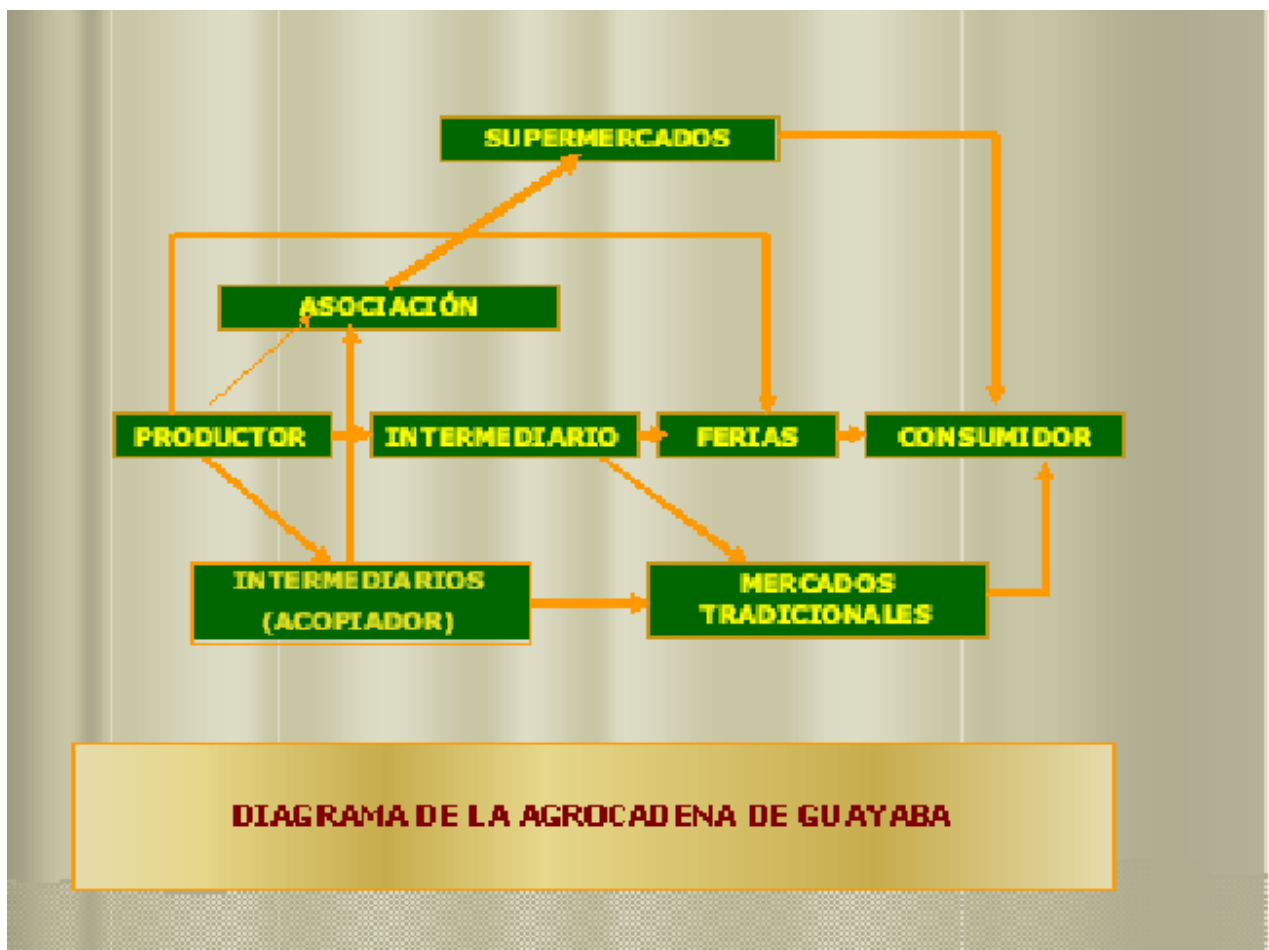 SUPERMERCADOS
ASOCIACIÓN
PRODUCTOR
INTERMEDIARIO
FERIAS
CONSUMIDOR
INTERMEDIARIOS
(ACOPIADOR)
MERCADOS
TRADICIONALES
DIAGRAMA DE LA AGROCADENA DE GUAYABA